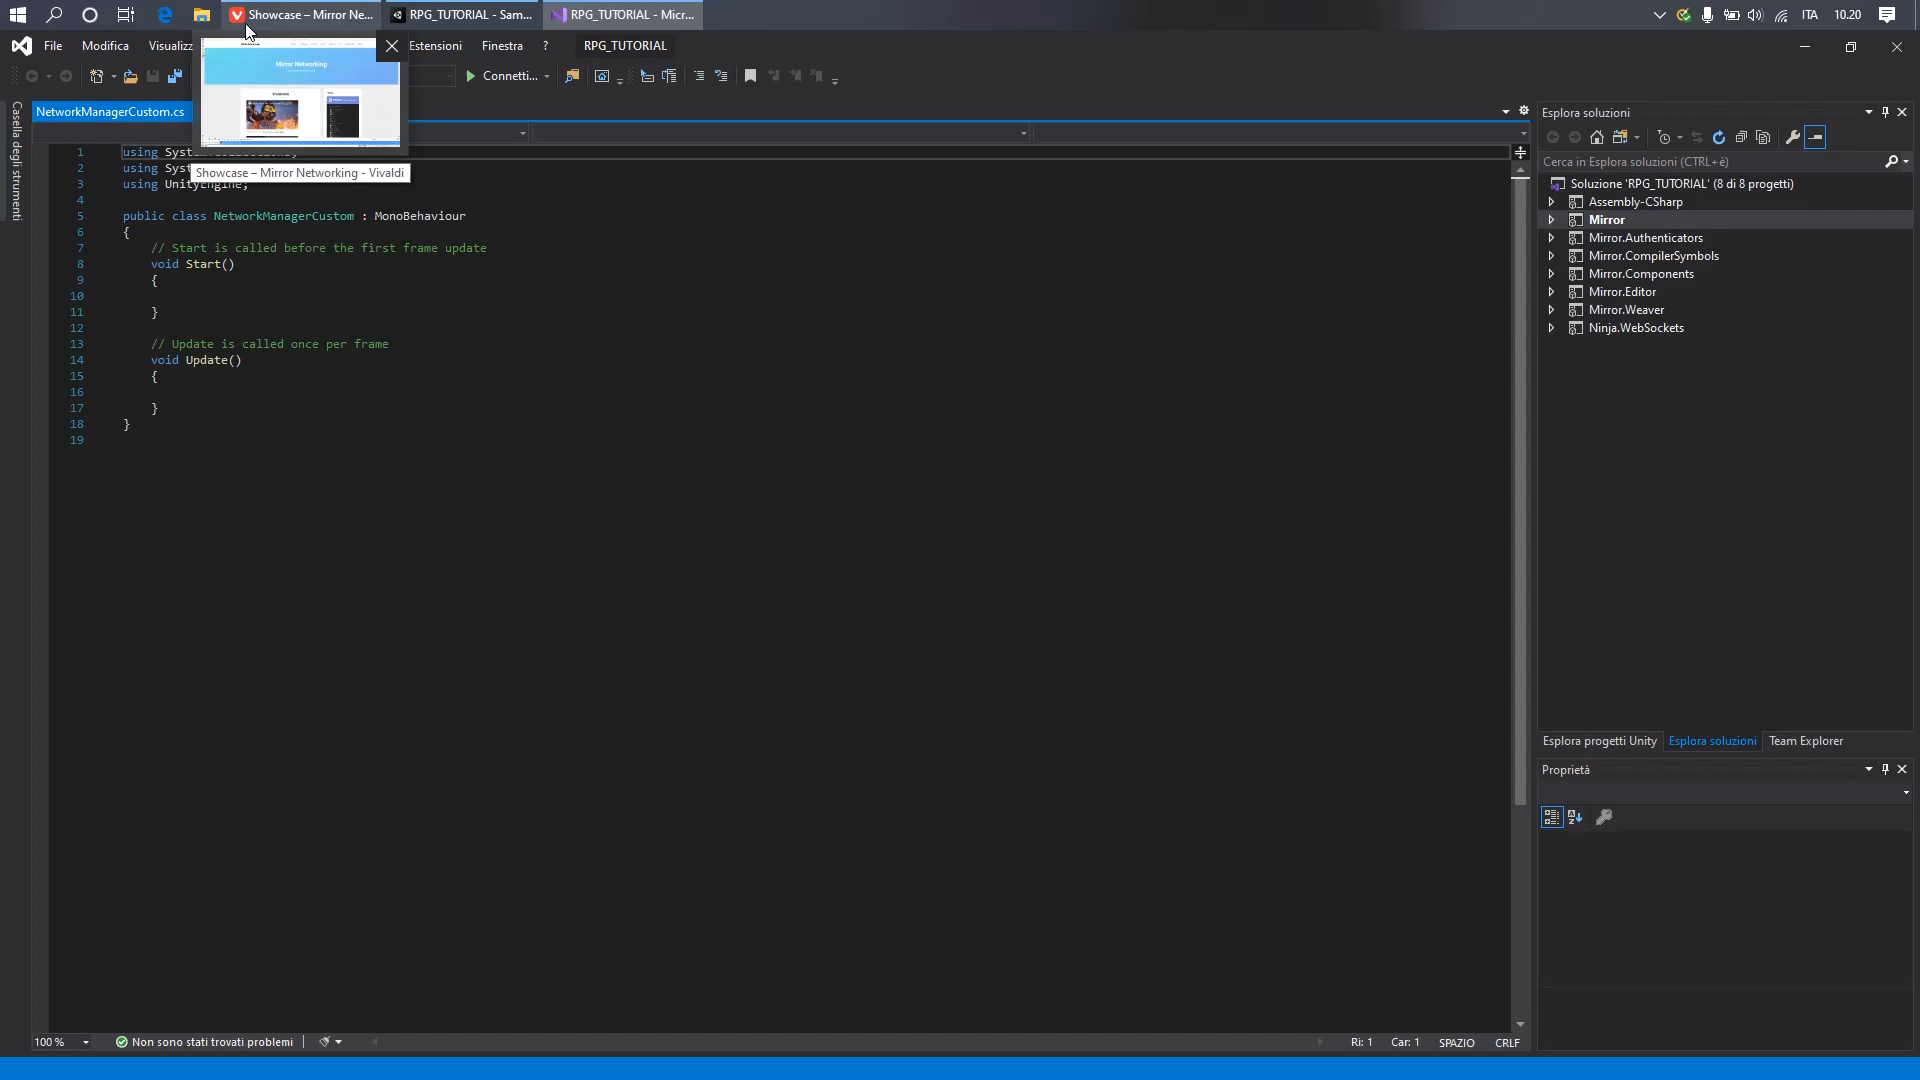 Showcase – Mirror Ne...
RPG_TUTORIAL - Sam...
RPG_TUTORIAL - Micr...
ITA
10.20
File
Modifica
Visualizz
Estensioni
Finestra
?
RPG_TUTORIAL
Mirror Networking
Connetti...
NetworkManagerCustom.cs
Casella degli strumenti
Showcase – Mirror Networking - Vivaldi
1 using
2 using Syst
3 using UnityEngine;
4
5 public class NetworkManagerCustom : MonoBehaviour
6 {
7 // Start is called before the first frame update
8 void Start()
9 {
10
11 }
12
13 // Update is called once per frame
14 void Update()
15 {
16
17 }
18 }
19
100 %
Non sono stati trovati problemi
Ri: 1
Car: 1
SPAZIO
CRLF
Esplora soluzioni
Cerca in Esplora soluzioni (CTRL+è)
Soluzione 'RPG_TUTORIAL' (8 di 8 progetti)
Assembly-CSharp
Mirror
Mirror.Authenticators
Mirror.CompilerSymbols
Mirror.Components
Mirror.Editor
Mirror.Weaver
Ninja.WebSockets
Esplora progetti Unity
Esplora soluzioni
Team Explorer
Proprietà